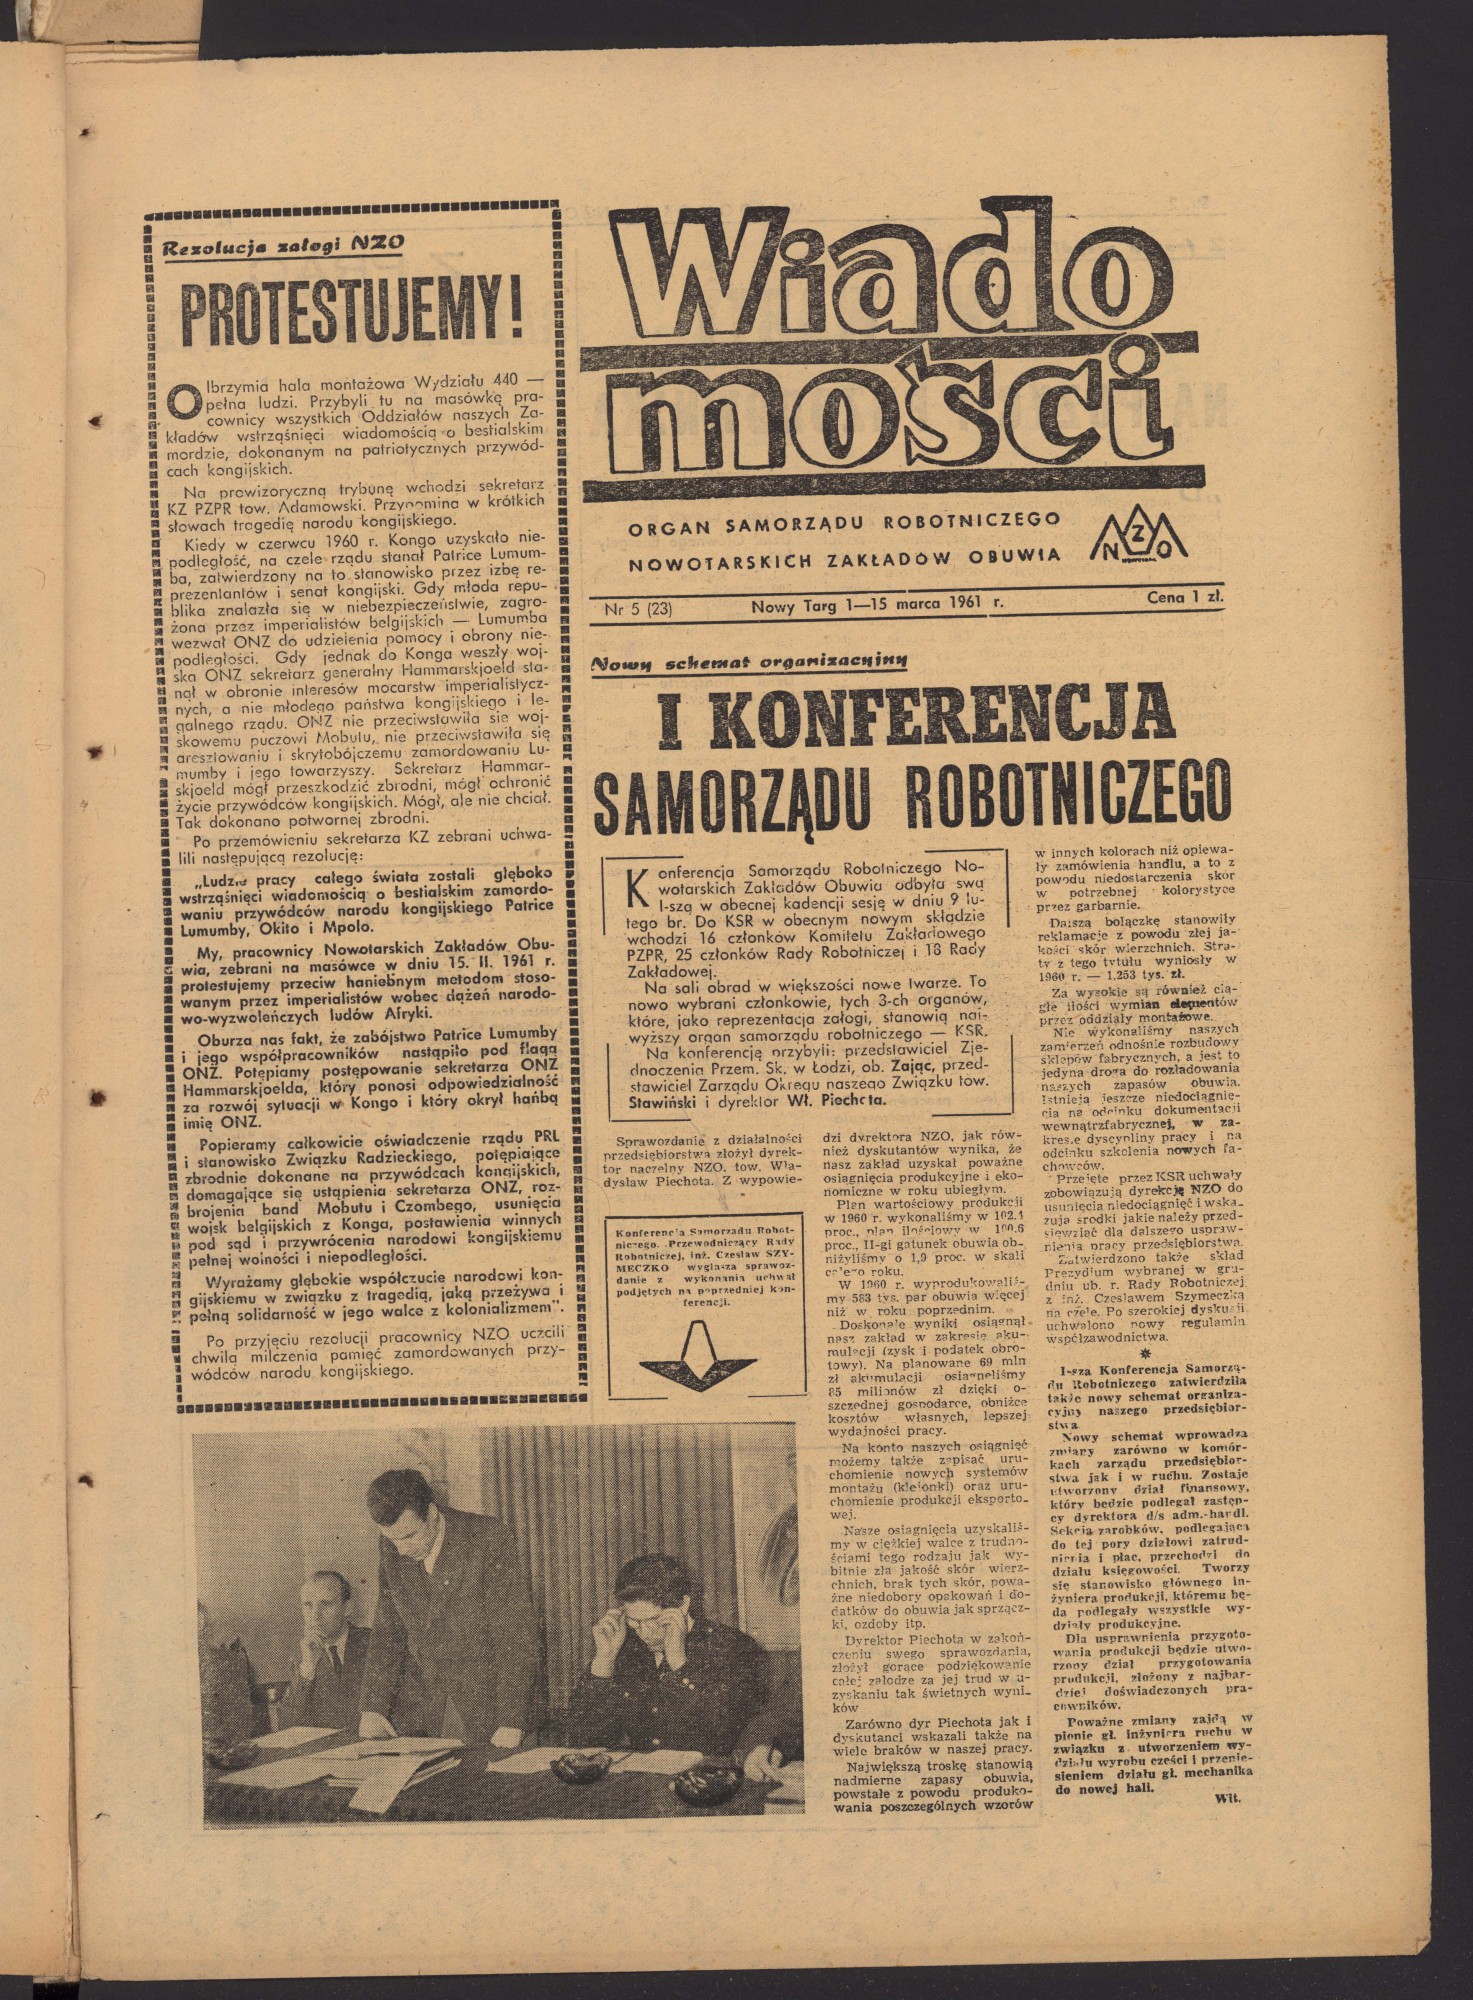 Rezolucja załogi NZO
PROTESTUJEMY!
Olbrzymia hala montażowa Wydziału 440 —
pełna ludzi. Przybyli tu na masówkę pra-
cownicy wszystkich Oddziałów naszych Za-
kładów wstrząśnięci wiadomością o bestialskim
mordzie, dokonanym na patriotycznych przywód-
cach kongijskich.
Na prowizoryczną trybunę wchodzi sekretarz
KZ PZPR tow. Adamowski. Przypomina w krótkich
słowach tragedię narodu kongijskiego.
Kiedy w czerwcu 1960 r. Kongo uzyskało nie-
podległość, na czele rządu stanął Patrice Lumum-
ba, zatwierdzony na to stanowisko przez izbę re-
prezentantów i senat kongijski. Gdy młoda repu-
blika znalazła się w niebezpieczeństwie, zagro-
żona przez imperialistów belgijskich — Lumumba
wezwał ONZ do udzielenia pomocy i obrony nie-
podległości. Gdy jednak do Konga weszły woj-
ska ONZ sekretarz generalny Hammarskjoeld sta-
nął w obronie interesów mocarstw imperialistycz-
nych, a nie młodego państwa kongijskiego i le-
galnego rządu. ONZ nie przeciwstawiła się woj-
skowemu puczowi Mobutu, nie przeciwstawiła się
aresztowaniu i skrytobójczemu zamordowaniu Lu-
mumby i jego towarzyszy. Sekretarz Hammar-
skjoeld mógł przeszkodzić zbrodni, mógł ochronić
życie przywódców kongijskich. Mógł, ale nie chciał.
Tak dokonano potwornej zbrodni.
Po przemówieniu sekretarza KZ zebrani uchwa-
lili następującą rezolucję:
„Ludzie pracy całego świata zostali głęboko
wstrząśnięci wiadomością o bestialskim zamordo-
waniu przywódców narodu kongijskiego Patrice
Lumumby, Okito i Mpolo.
My, pracownicy Nowotarskich Zakładów Obu-
wia, zebrani na masówce w dniu 15. II. 1961 r.
protestujemy przeciw haniebnym metodom stoso-
wanym przez imperialistów wobec dążeń narodo-
wo-wyzwoleńczych ludów Afryki.
Oburza nas fakt, że zabójstwo Patrice Lumumby
i jego współpracowników nastąpiło pod flagą
ONZ. Potępiamy postępowanie sekretarza ONZ
Hammarskjoelda, który ponosi odpowiedzialność
za rozwój sytuacji w Kongo i który okrył hańbą
imię ONZ.
Popieramy całkowicie oświadczenie rządu PRL
i stanowisko Związku Radzieckiego, potępiające
zbrodnie dokonane na przywódcach kongijskich,
domagające się ustąpienia sekretarza ONZ, roz-
brojenia band Mobutu i Czombego, usunięcia
wojsk belgijskich z Konga, postawienia winnych
pod sąd i przywrócenia narodowi kongijskiemu
pełnej wolności i niepodległości.
Wyrażamy głębokie współczucie narodowi kon-
gijskiemu w związku z tragedią, jaką przeżywa i
pełną solidarność w jego walce z kolonializmem".
Po przyjęciu rezolucji pracownicy NZO uczcili
chwilą milczenia pamięć zamordowanych przy-
wódców narodu kongijskiego.
Wiado
mości
ORGAN SAMORZĄDU ROBOTNICZEGO
NOWOTARSKICH ZAKŁADÓW OBUWIA
NZO
Nr 5 (23) Nowy Targ 1—15 marca 1961 r. Cena 1 zł.
Nowy schemat organizacyjny
I KONFERENCJA
SAMORZĄDU ROBOTNICZEGO
Konferencja Samorządu Robotniczego No-
wotarskich Zakładów Obuwia odbyła swą
I-szą w obecnej kadencji sesję w dniu 9 lu-
tego br. Do KSR w obecnym nowym składzie
wchodzi 16 członków Komitetu Zakładowego
PZPR, 25 członków Rady Robotniczej i 18 Rady
Zakładowej.
Na sali obrad w większości nowe twarze. To
nowo wybrani członkowie, tych 3-ch organów,
które, jako reprezentacja załogi, stanowią naj-
wyższy organ samorządu robotniczego — KSR.
Na konferencję przybyli: przedstawiciel Zje-
dnoczenia Przem. Sk. w Łodzi, ob. Zając, przed-
stawiciel Zarządu Okręgu naszego Związku tow.
Stawiński i dyrektor Wł. Piechota.
Sprawozdanie z działalności
przedsiębiorstwa złożył dyrek-
tor naczelny NZO, tow. Wła-
dysław Piechota. Z wypowie-
Konferencja Samorządu Robot-
niczego. Przewodniczący Rady
Robotniczej, inż. Czesław SZY-
MECZKO wygłasza sprawoz-
danie z wykonania uchwał
podjętych na poprzedniej kon-
ferencji.
dzi dyrektora NZO, jak rów-
nież dyskutantów wynika, że
nasz zakład uzyskał poważne
osiągnięcia produkcyjne i eko-
nomiczne w roku ubiegłym.
Plan wartościowy produkcji
w 1960 r. wykonaliśmy w 102,4
proc., plan ilościowy w 100,6
proc., II-gi gatunek obuwia ob-
niżyliśmy o 1,9 proc. w skali
całego roku.
W 1960 r. wyprodukowaliś-
my 583 tys. par obuwia więcej
niż w roku poprzednim.
Doskonałe wyniki osiągnął
nasz zakład w zakresie aku-
mulacji (zysk i podatek obro-
towy). Na planowane 69 mln
zł akumulacji osiągnęliśmy
85 milionów zł dzięki o-
szczędnej gospodarce, obniżce
kosztów własnych, lepszej
wydajności pracy.
Na konto naszych osiągnięć
możemy także zapisać uru-
chomienie nowych systemów
montażu (klejonki) oraz uru-
chomienie produkcji eksporto-
wej.
Nasze osiągnięcia uzyskaliś-
my w ciężkiej walce z trudno-
ściami tego rodzaju jak wy-
bitnie zła jakość skór wierz-
chnich, brak tych skór, powa-
żne niedobory opakowań i do-
datków do obuwia jak sprzącz-
ki, ozdoby itp.
Dyrektor Piechota w zakoń-
czeniu swego sprawozdania,
złożył gorące podziękowanie
całej załodze za jej trud w u-
zyskaniu tak świetnych wyni-
ków
Zarówno dyr Piechota jak i
dyskutanci wskazali także na
wiele braków w naszej pracy.
Największą troskę stanowią
nadmierne zapasy obuwia,
powstałe z powodu produko-
wania poszczególnych wzorów
w innych kolorach niż opiewa-
ły zamówienia handlu, a to z
powodu niedostarczenia skór
w potrzebnej kolorystyce
przez garbarnie.
Dalszą bolączkę stanowiły
reklamacje z powodu złej ja-
kości skór wierzchnich. Stra-
ty z tego tytułu wyniosły w
1960 r. — 1.253 tys. zł.
Za wysokie są również cią-
gle ilości wymian elementów
przez oddziały montażowe.
Nie wykonaliśmy naszych
zamierzeń odnośnie rozbudowy
sklepów fabrycznych, a jest to
jedyna droga do rozładowania
naszych zapasów obuwia.
Istnieją jeszcze niedociągnię-
cia na odcinku dokumentacji
wewnątrzfabrycznej, w za-
kresie dyscypliny pracy i na
odcinku szkolenia nowych fa-
chowców.
Przejęte przez KSR uchwały
zobowiązują dyrekcję NZO do
usunięcia niedociągnięć i wska-
zują środki jakie należy przed-
sięwziąć dla dalszego uspraw-
nienia pracy przedsiębiorstwa.
Zatwierdzono także skład
Prezydium wybranej w gru-
dniu ub. r. Rady Robotniczej
z inż. Czesławem Szymeczką
na czele. Po szerokiej dyskusji
uchwalono nowy regulamin
współzawodnictwa.
*
I-sza Konferencja Samorzą-
du Robotniczego zatwierdziła
także nowy schemat organiza-
cyjny naszego przedsiębior-
stwa
Nowy schemat wprowadza
zmiany zarówno w komór-
kach zarządu przedsiębior-
stwa jak i w ruchu. Zostaje
utworzony dział finansowy,
który będzie podlegał zastęp-
cy dyrektora d/s adm.-handl.
Sekcja zarobków, podlegająca
do tej pory działowi zatrud-
nienia i płac, przechodzi do
działu księgowości. Tworzy
się stanowisko głównego in-
żyniera produkcji, któremu bę-
dą podlegały wszystkie wy-
działy produkcyjne.
Dla usprawnienia przygoto-
wania produkcji będzie utwo-
rzony dział przygotowania
produkcji, złożony z najbar-
dziej doświadczonych pra-
cowników.
Poważne zmiany zajdą w
pionie gł. inżyniera ruchu w
związku z utworzeniem wy-
działu wyrobu części i przenie-
sieniem działu gł. mechanika
do nowej hali.
Wit.